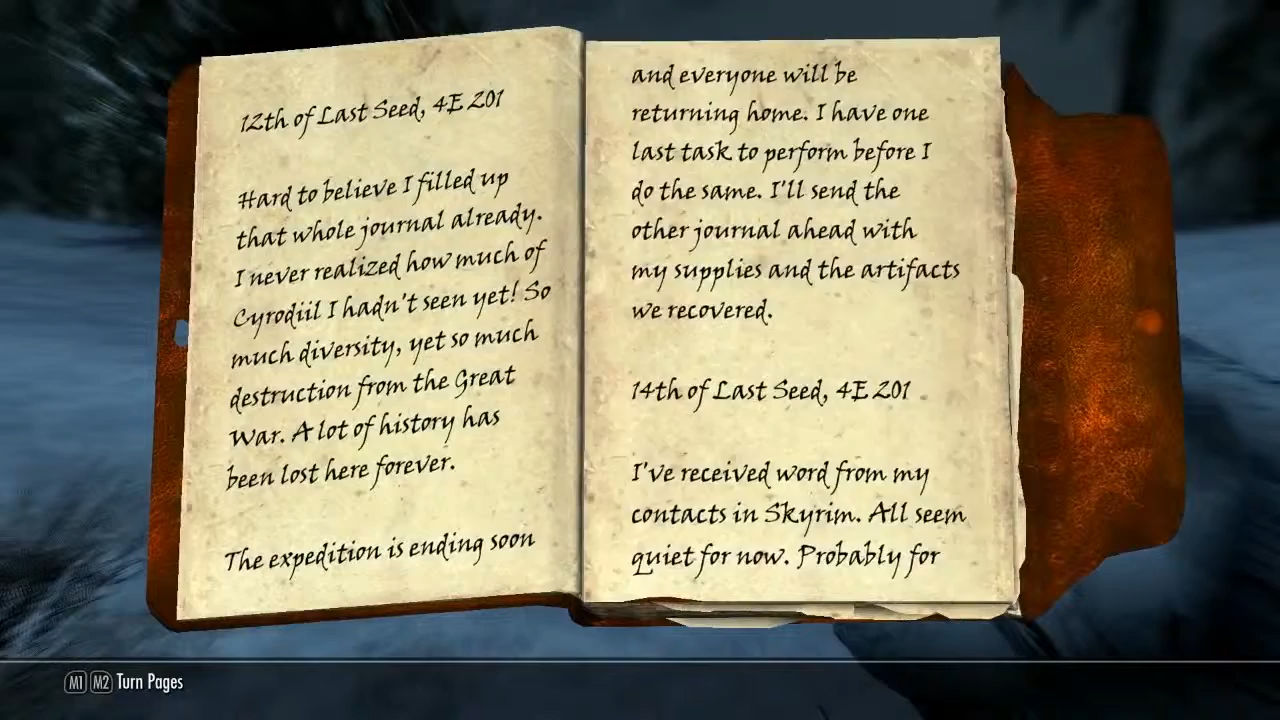 12th of Last Seed, 4E 201
Hard to believe I filled up
that whole journal already.
I never realized how much of
Cyrodiil I hadn't seen yet! So
much diversity, yet so much
destruction from the Great
War. A lot of history has
been lost here forever.
The expedition is ending soon
and everyone will be
returning home. I have one
last task to perform before I
do the same. I'll send the
other journal ahead with
my supplies and the artifacts
we recovered.
14th of Last Seed, 4E 201
I've received word from my
contacts in Skyrim. All seem
quiet for now. Probably for
M1 M2 Turn Pages